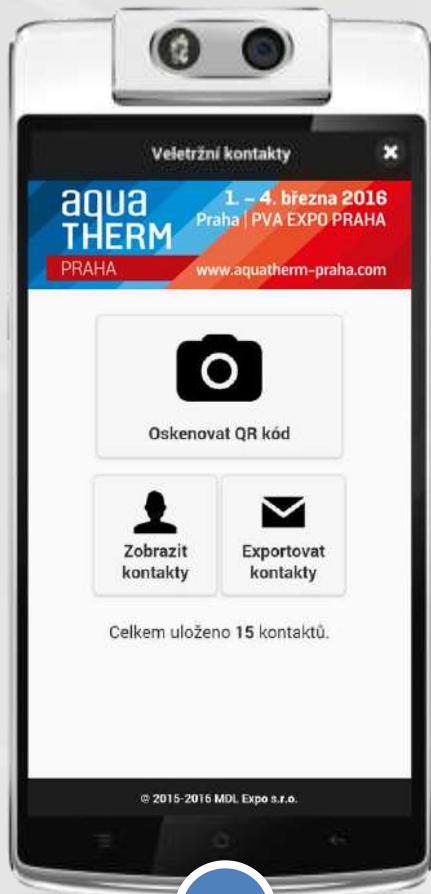 Veletržní kontakty
aqua
THERM
PRAHA
1. – 4. března 2016
Praha | PVA EXPO PRAHA
www.aquatherm-praha.com
Oskenovat QR kód
Zobrazit
kontakty
Exportovat
kontakty
Celkem uloženo 15 kontaktů.
© 2015-2016 MDL Expo s.r.o.